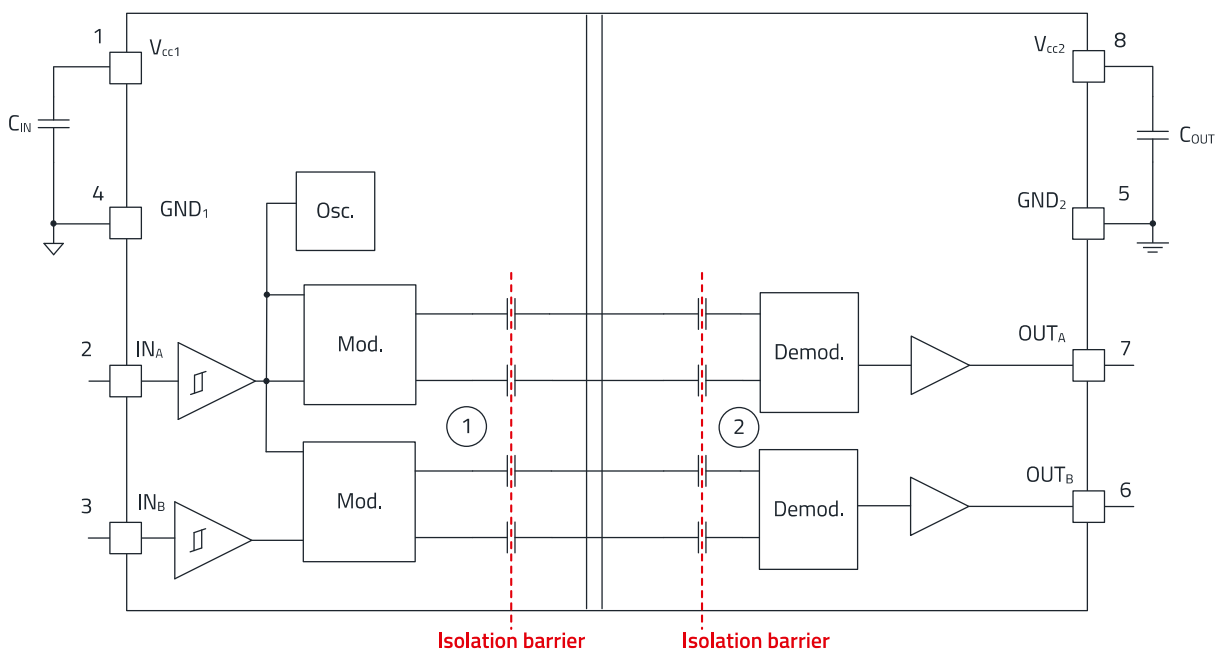 1
Vcc1
Vcc2
8
CIN
COUT
4
GND1
GND2
5
Osc.
2
INA
Mod.
Demod.
OUTA
7
1
2
3
INB
Mod.
Demod.
OUTB
6
Isolation barrier
Isolation barrier